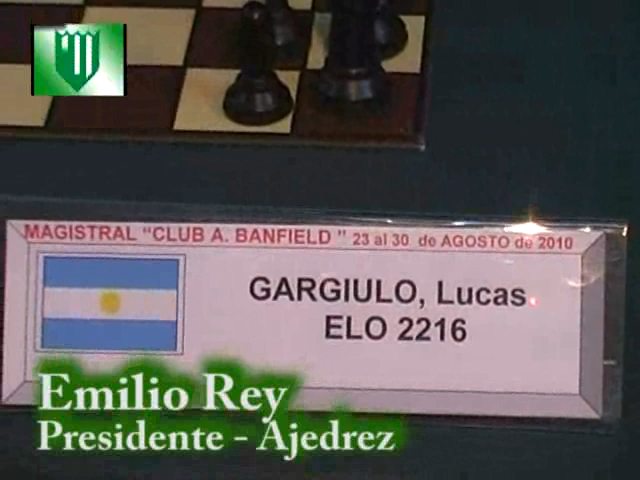 MAGISTRAL “CLUB A. BANFIELD ” 23 al 30 de AGOSTO de 2010
GARGIULO, Lucas
ELO 2216
Emilio Rey
Presidente - Ajedrez